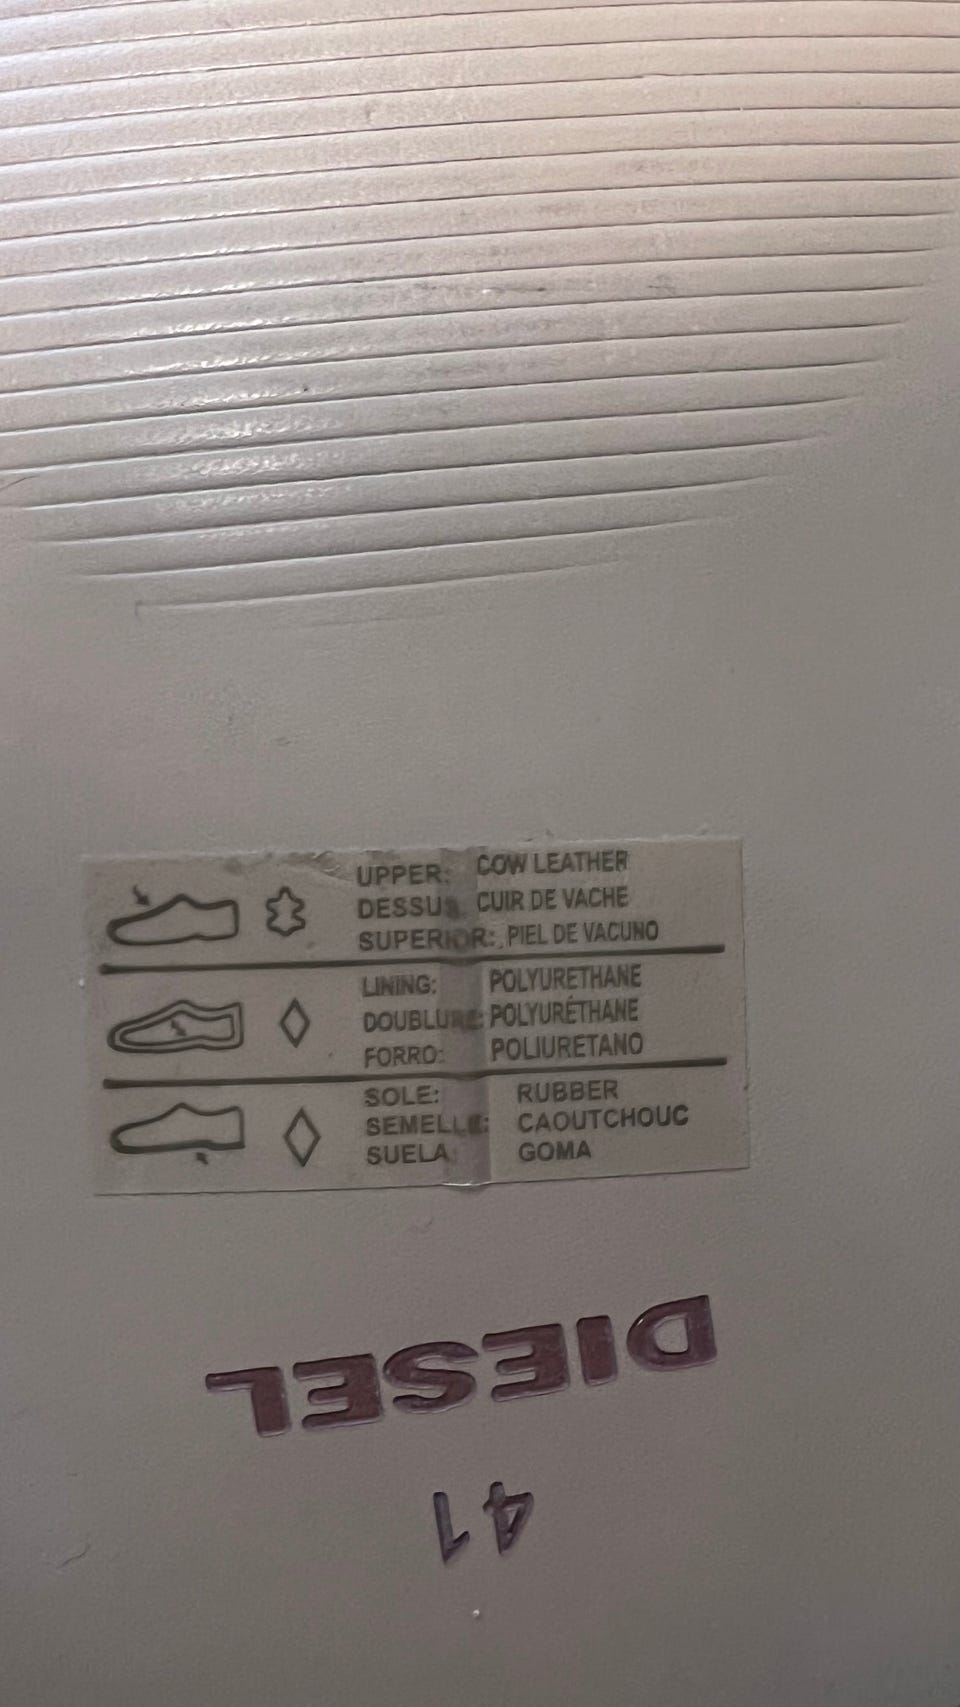 UPPER: COW LEATHER
DESSUS CUIR DE VACHE
SUPERIOR: PIEL DE VACUNO
LINING: POLYURETHANE
DOUBLURE: POLYURÉTHANE
FORRO: POLIURETANO
SOLE: RUBBER
SEMELLE: CAOUTCHOUC
SUELA: GOMA
DIESEL
41